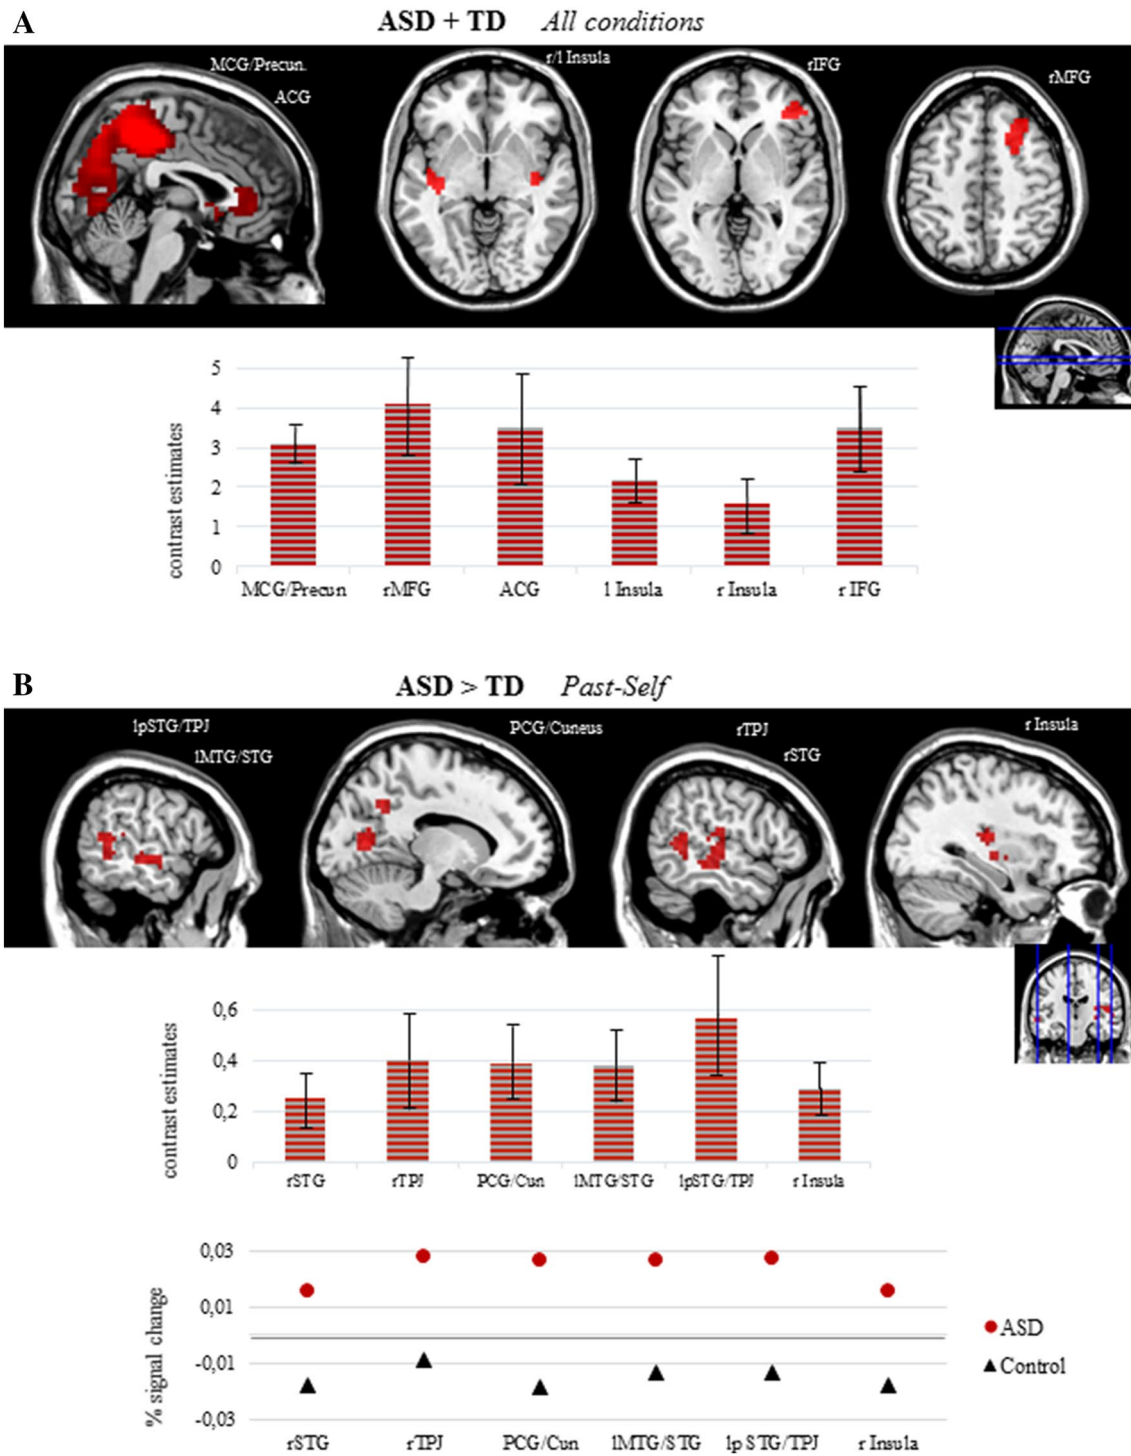 A
ASD + TD All conditions
MCG/Precun.
ACG
r/l Insula
rIFG
rMFG
contrast estimates
5
4
3
2
1
0
MCG/Precun rMFG ACG l Insula r Insula r IFG
B
ASD > TD Past-Self
lpSTG/TPJ
lMTG/STG
PCG/Cuneus
rTPJ
rSTG
r Insula
contrast estimates
0,6
0,4
0,2
0
rSTG rTPJ PCG/Cun lMTG/STG lpSTG/TPJ r Insula
% signal change
0,03
0,01
-0,01
-0,03
ASD
Control
rSTG rTPJ PCG/Cun lMTG/STG lp STG/TPJ r Insula